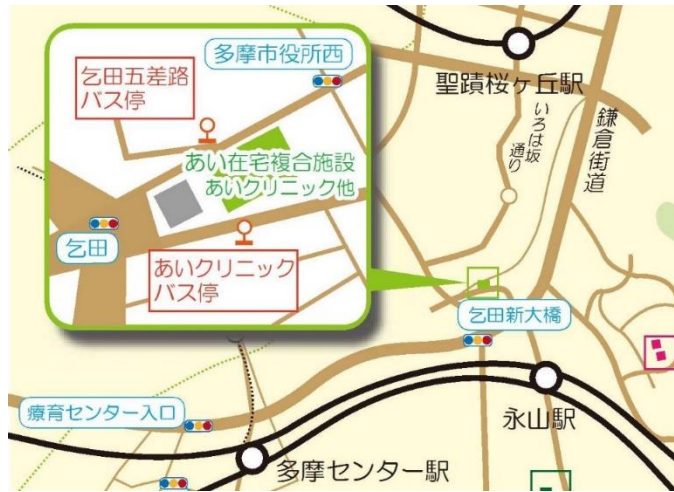 多摩市役所西
乞田五差路
バス停
あい在宅複合施設
あいクリニック他
乞田
あいクリニック
バス停
聖蹟桜ヶ丘駅
いろは坂
通り
鎌倉街道
乞田新大橋
療育センター入口
永山駅
多摩センター駅